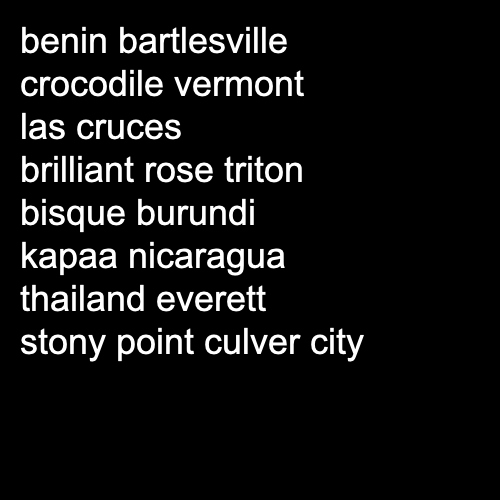 benin bartlesville
crocodile vermont
las cruces
brilliant rose triton
bisque burundi
kapaa nicaragua
thailand everett
stony point culver city